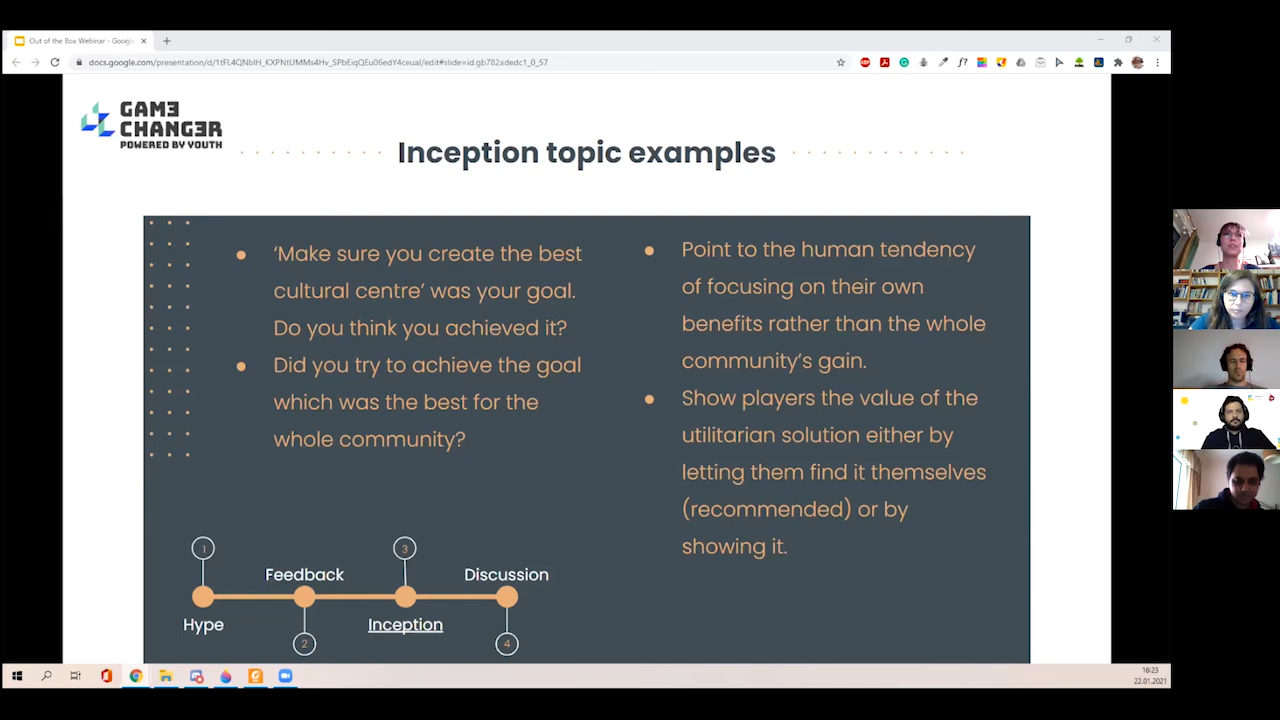 Out of the Box Webinar - Google
docs.google.com/presentation/d/1tFL4QNblH_KXPNtUMMs4Hv_SPbEiqQEu06edY4ceuaI/edit#slide=id.gb782adedc1_0_57
GAMƎ
CHANGƎR
POWERED BY YOUTH
Inception topic examples
• ‘Make sure you create the best
cultural centre’ was your goal.
Do you think you achieved it?
• Did you try to achieve the goal
which was the best for the
whole community?
• Point to the human tendency
of focusing on their own
benefits rather than the whole
community’s gain.
• Show players the value of the
utilitarian solution either by
letting them find it themselves
(recommended) or by
showing it.
1
3
Feedback
Discussion
Hype
Inception
2
4
16:23
22.01.2021